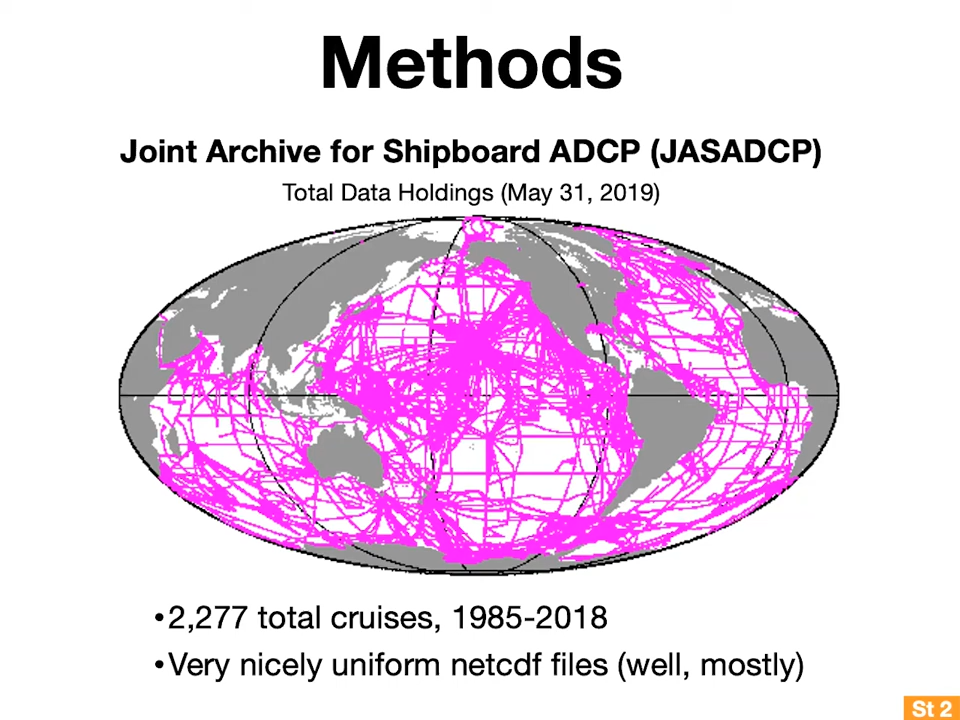 Methods
Joint Archive for Shipboard ADCP (JASADCP)
Total Data Holdings (May 31, 2019)
•2,277 total cruises, 1985-2018
•Very nicely uniform netcdf files (well, mostly)
St 2